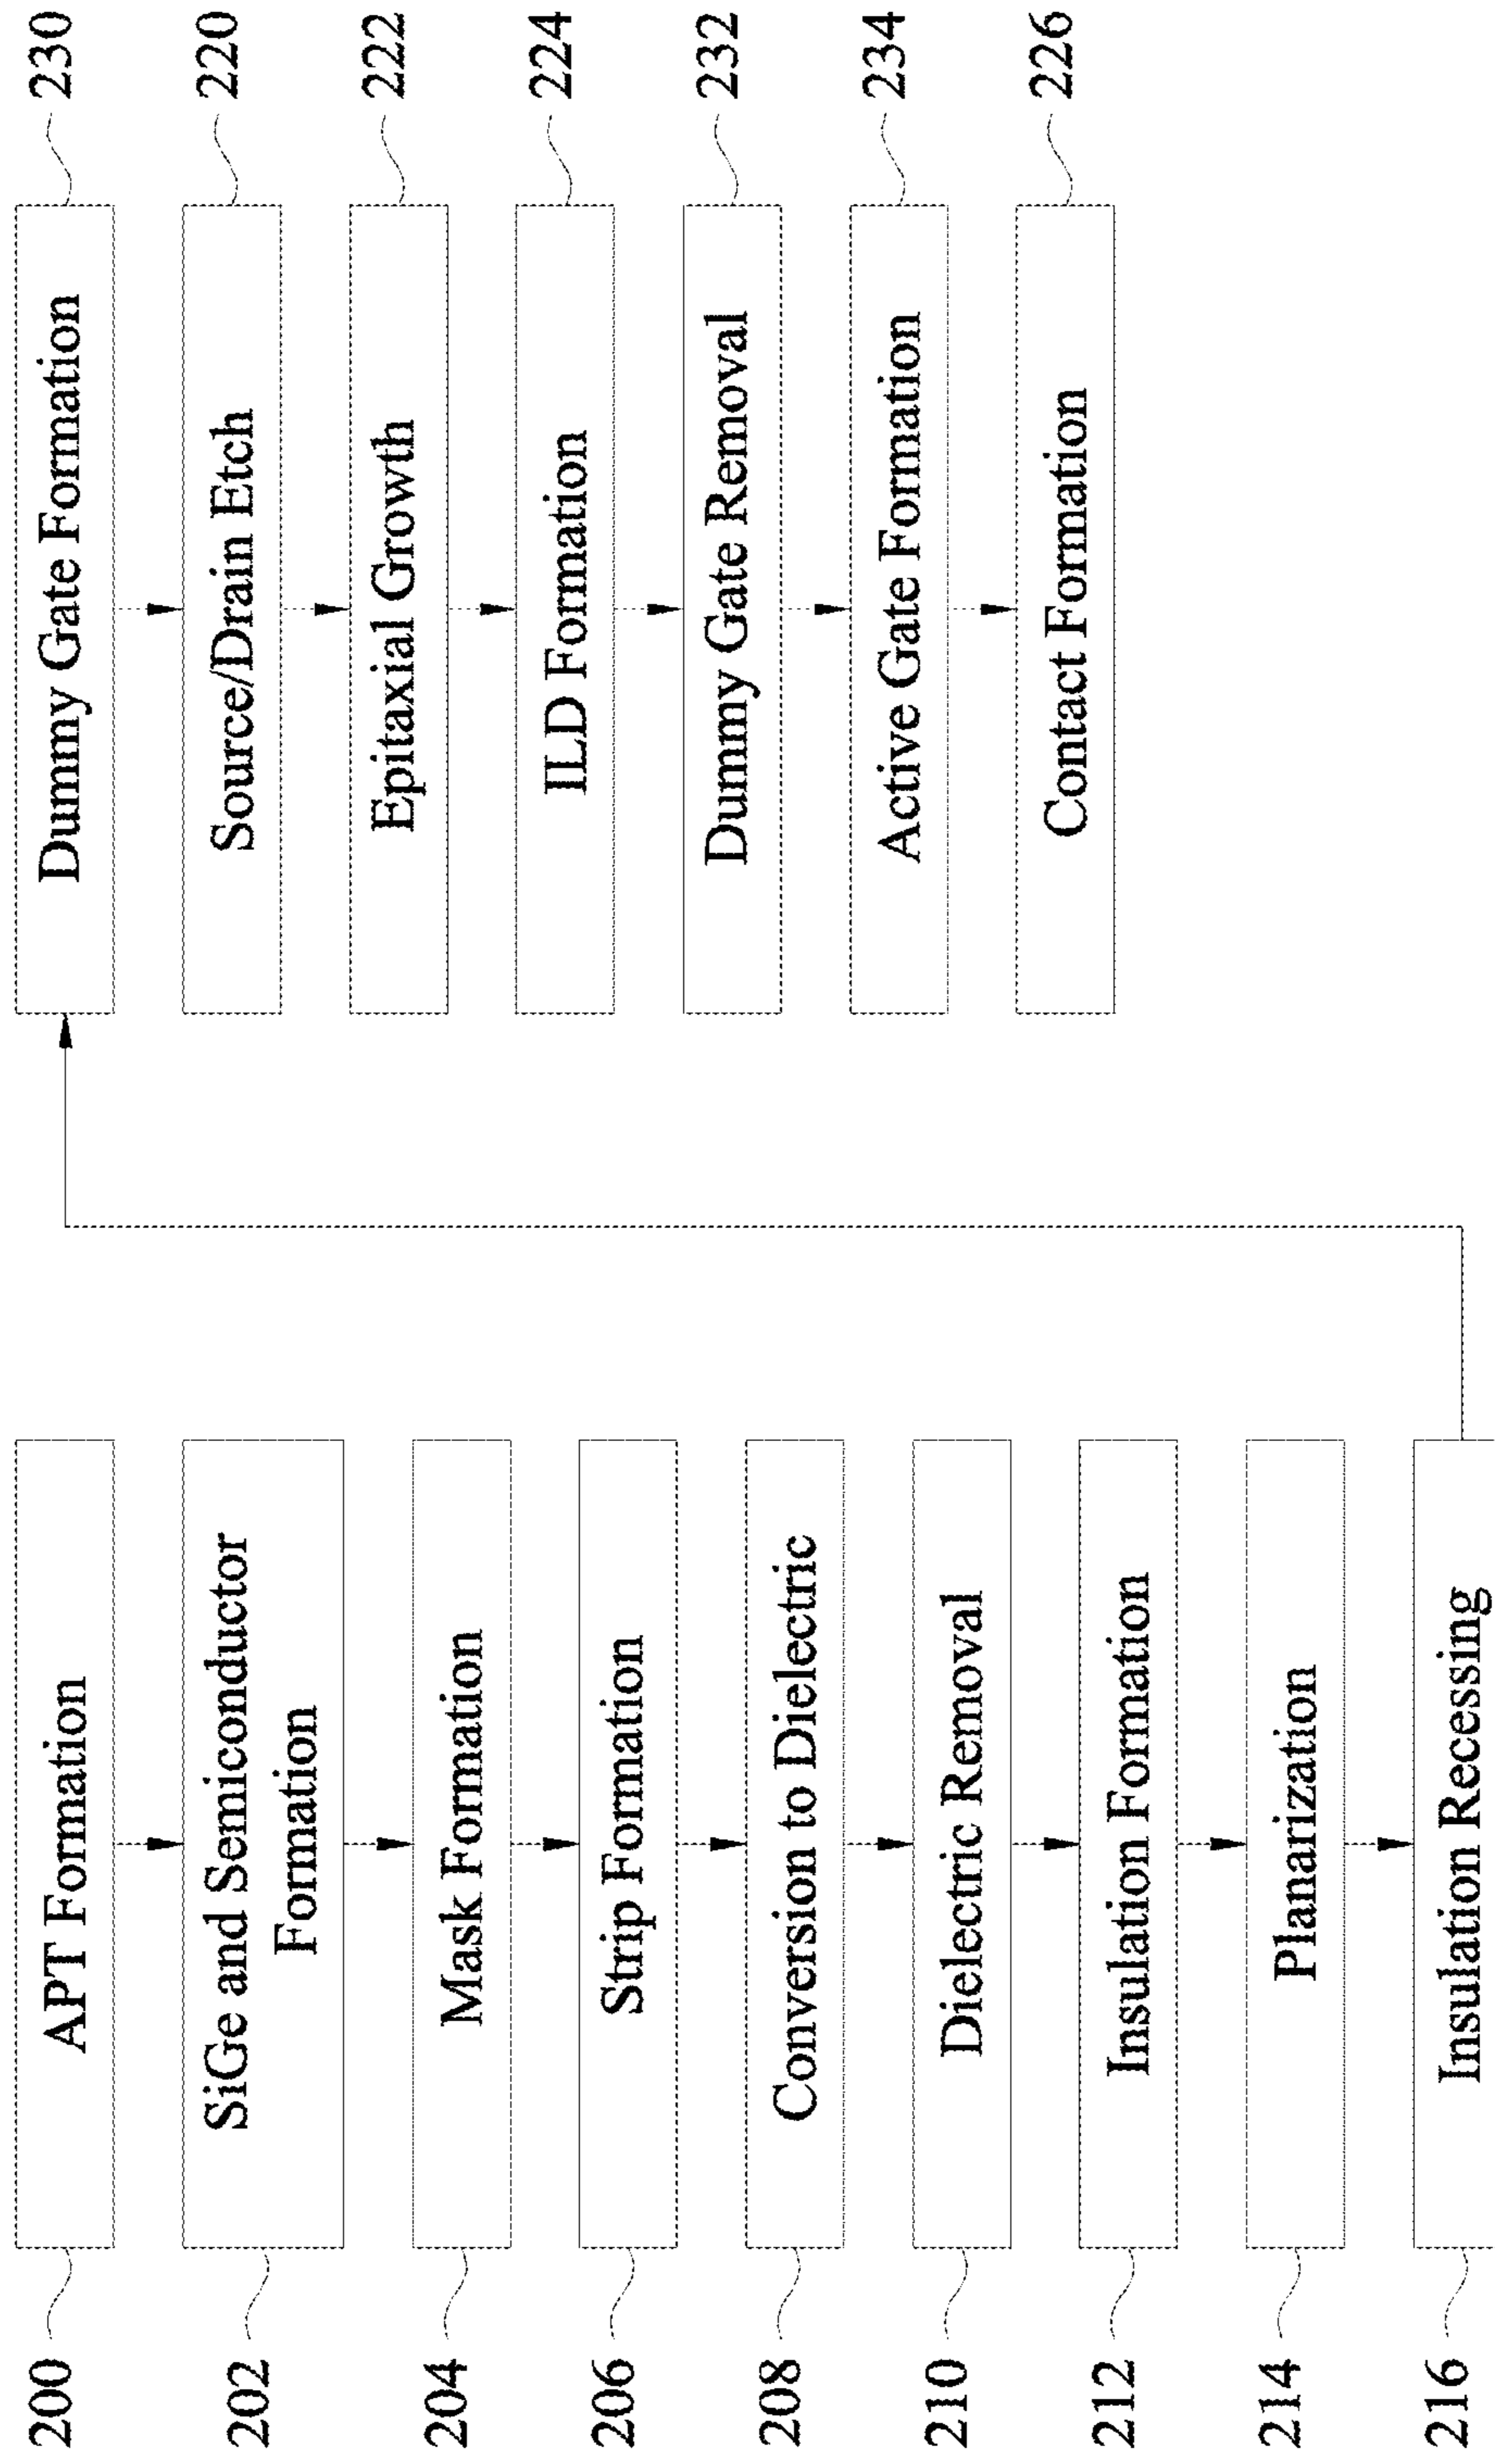 200
APT Formation
202
SiGe and Semiconductor
Formation
204
Mask Formation
206
Strip Formation
208
Conversion to Dielectric
210
Dielectric Removal
212
Insulation Formation
214
Planarization
216
Insulation Recessing
Dummy Gate Formation
230
Source/Drain Etch
220
Epitaxial Growth
222
ILD Formation
224
Dummy Gate Removal
232
Active Gate Formation
234
Contact Formation
226